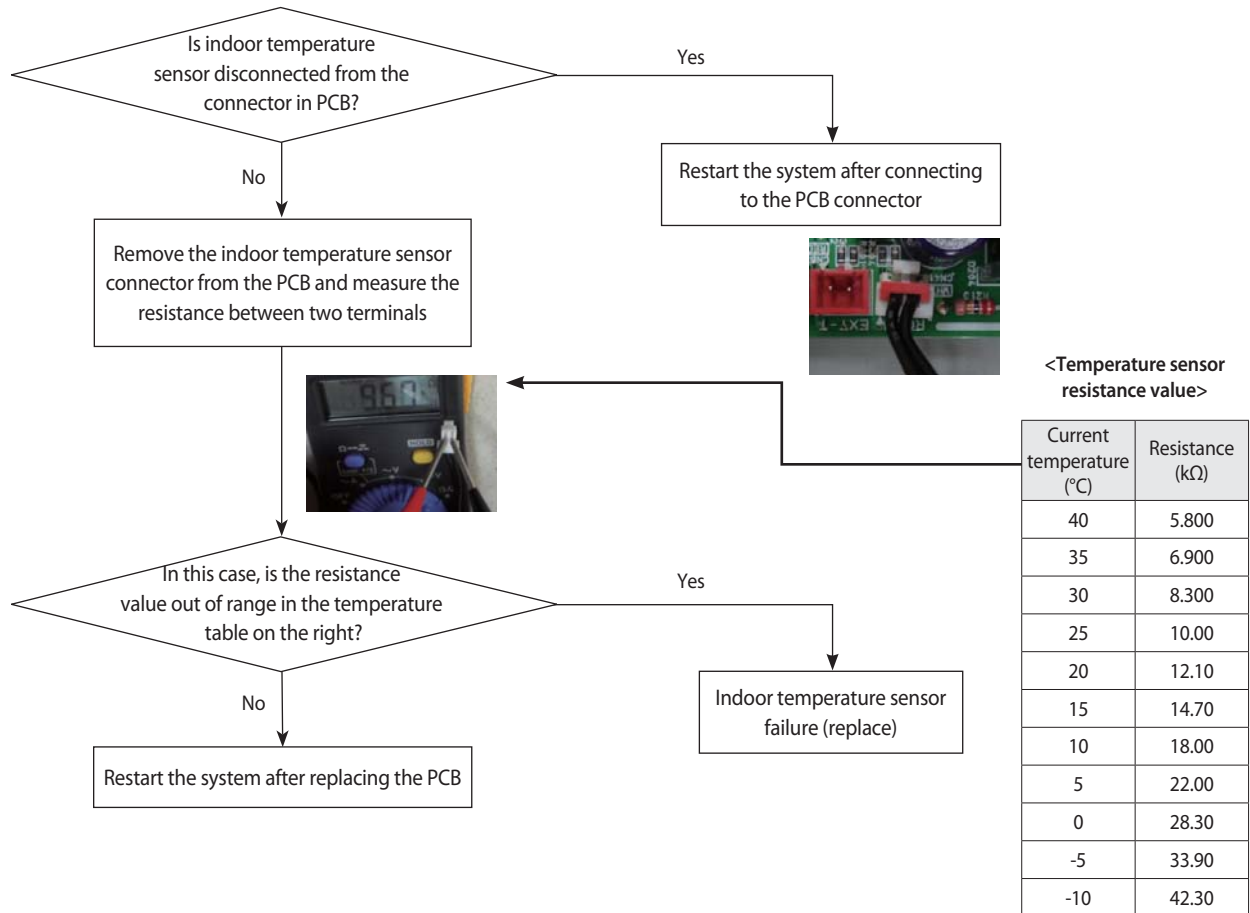 Is indoor temperature
sensor disconnected from the
connector in PCB?
Yes
No
Restart the system after connecting
to the PCB connector
Remove the indoor temperature sensor
connector from the PCB and measure the
resistance between two terminals
EXT-T
9.67
HOLD
<Temperature sensor
resistance value>
Current
temperature
(°C)
Resistance
(kΩ)
40 5.800
35 6.900
30 8.300
25 10.00
20 12.10
15 14.70
10 18.00
5 22.00
0 28.30
-5 33.90
-10 42.30
In this case, is the resistance
value out of range in the temperature
table on the right?
Yes
No
Indoor temperature sensor
failure (replace)
Restart the system after replacing the PCB